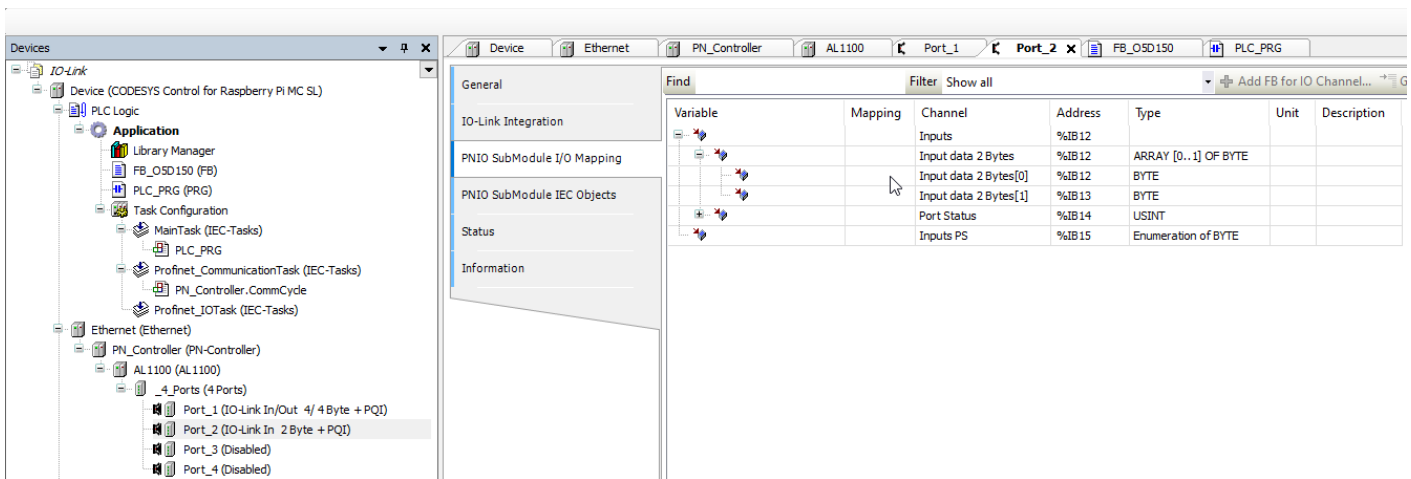 Devices
IO-Link
Device (CODESYS Control for Raspberry Pi MC SL)
PLC Logic
Application
Library Manager
FB_O5D150 (FB)
PLC_PRG (PRG)
Task Configuration
MainTask (IEC-Tasks)
PLC_PRG
Profinet_CommunicationTask (IEC-Tasks)
PN_Controller.CommCycle
Profinet_IOTask (IEC-Tasks)
Ethernet (Ethernet)
PN_Controller (PN-Controller)
AL1100 (AL1100)
_4_Ports (4 Ports)
Port_1 (IO-Link In/Out 4/ 4 Byte + PQI)
Port_2 (IO-Link In 2 Byte + PQI)
Port_3 (Disabled)
Port_4 (Disabled)
Device Ethernet PN_Controller AL1100 Port_1 Port_2 FB_O5D150 PLC_PRG
General
IO-Link Integration
PNIO SubModule I/O Mapping
PNIO SubModule IEC Objects
Status
Information
Find Filter Show all Add FB for IO Channel... G
Variable Mapping Channel Address Type Unit Description
Inputs %IB12
Input data 2 Bytes %IB12 ARRAY [0..1] OF BYTE
Input data 2 Bytes[0] %IB12 BYTE
Input data 2 Bytes[1] %IB13 BYTE
Port Status %IB14 USINT
Inputs PS %IB15 Enumeration of BYTE